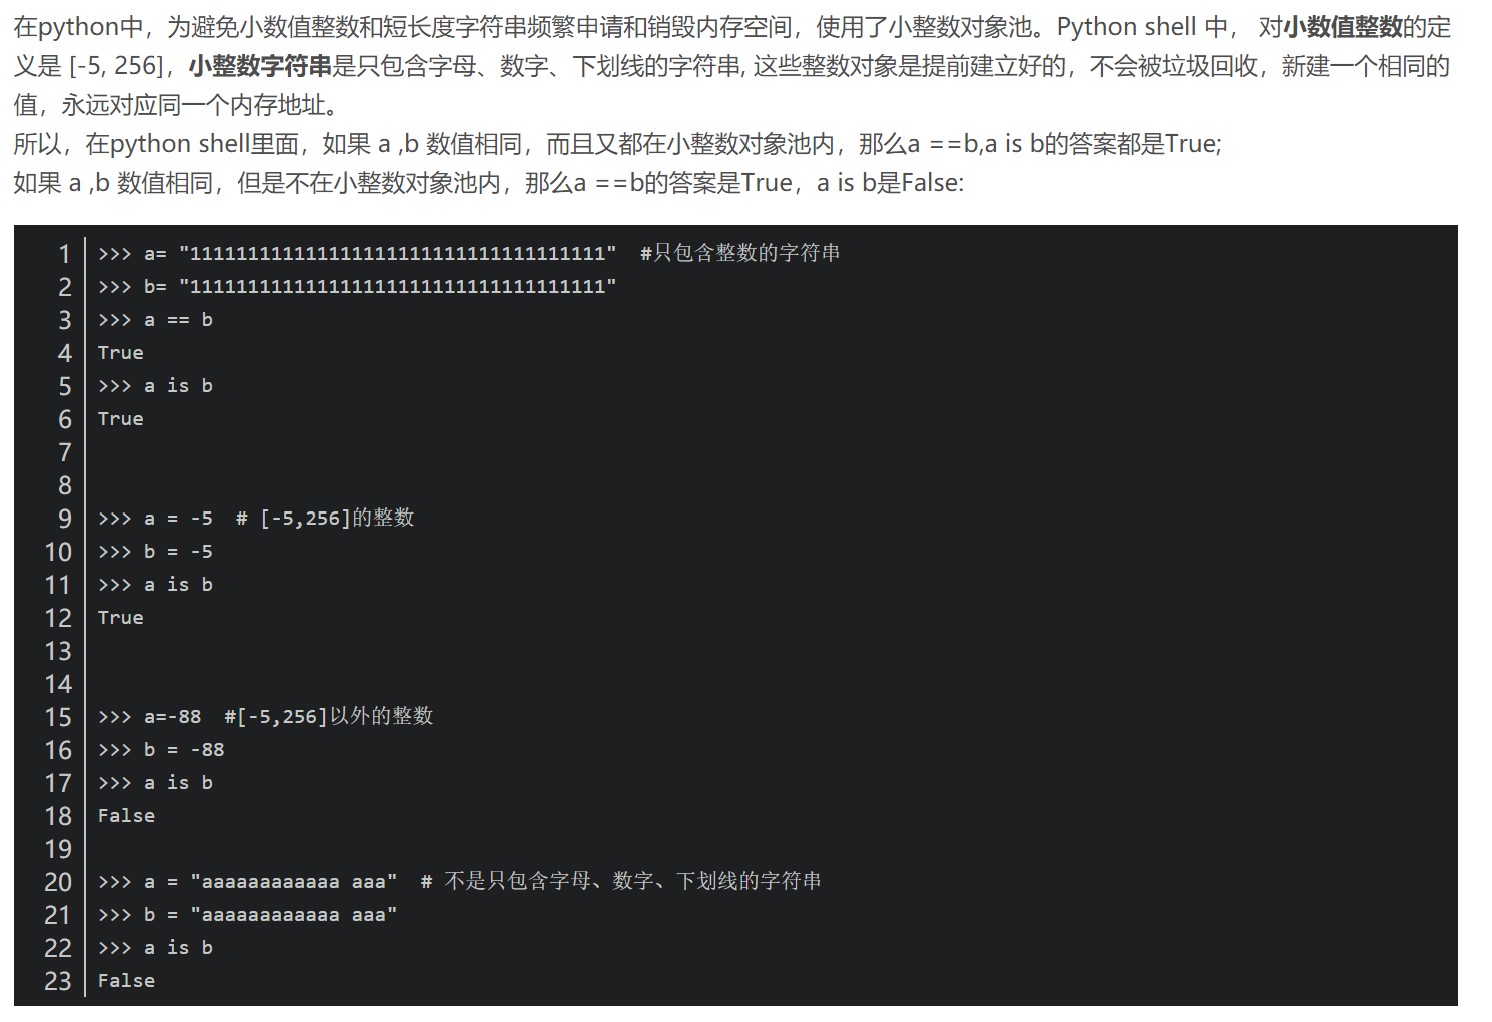 在python中，为避免小数值整数和短长度字符串频繁申请和销毁内存空间，使用了小整数对象池。Python shell 中， 对小数值整数的定
义是 [-5, 256]，小整数字符串是只包含字母、数字、下划线的字符串, 这些整数对象是提前建立好的，不会被垃圾回收，新建一个相同的
值，永远对应同一个内存地址。
所以，在python shell里面，如果 a ,b 数值相同，而且又都在小整数对象池内，那么a ==b,a is b的答案都是True;
如果 a ,b 数值相同，但是不在小整数对象池内，那么a ==b的答案是True，a is b是False:
1 >>> a= "111111111111111111111111111111111111" #只包含整数的字符串
2 >>> b= "111111111111111111111111111111111111"
3 >>> a == b
4 True
5 >>> a is b
6 True
7
8
9 >>> a = -5 # [-5,256]的整数
10 >>> b = -5
11 >>> a is b
12 True
13
14
15 >>> a=-88 #[-5,256]以外的整数
16 >>> b = -88
17 >>> a is b
18 False
19
20 >>> a = "aaaaaaaaaaaa aaa" # 不是只包含字母、数字、下划线的字符串
21 >>> b = "aaaaaaaaaaaa aaa"
22 >>> a is b
23 False